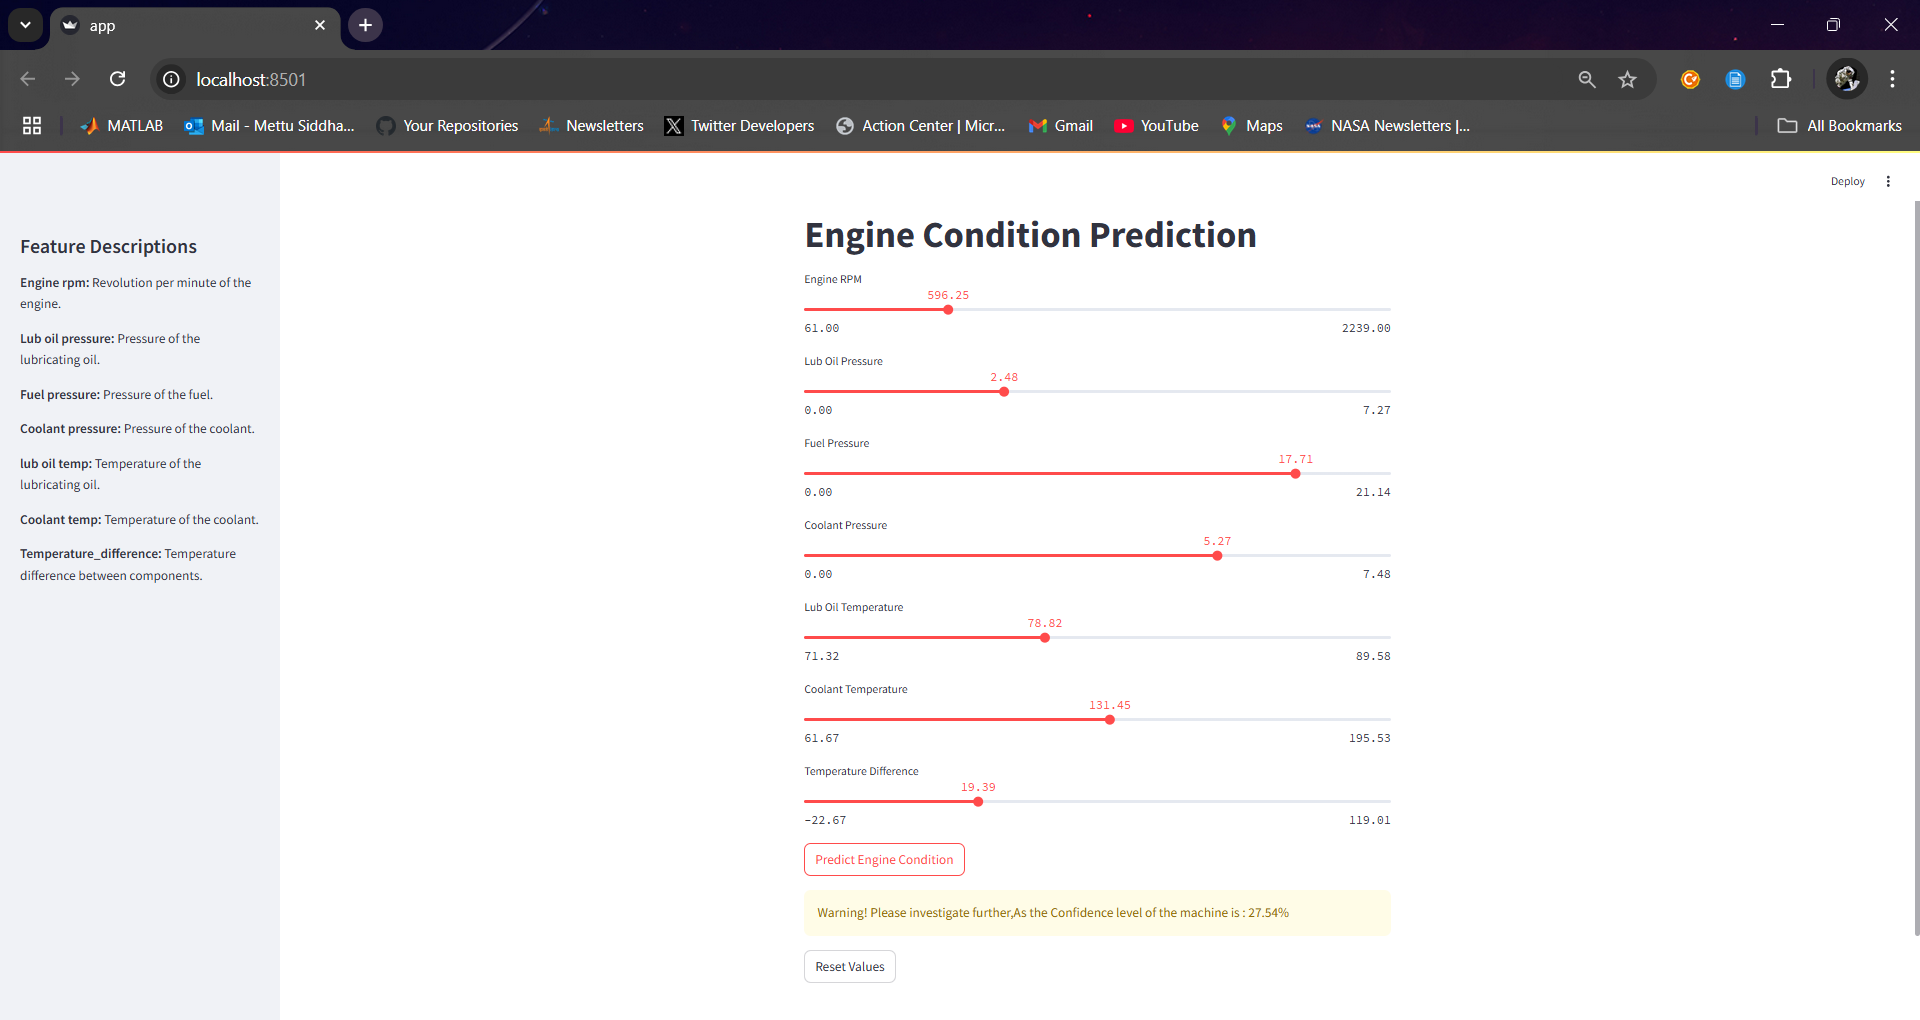 app
localhost:8501
MATLAB
Mail - Mettu Siddha...
Your Repositories
Newsletters
Twitter Developers
Action Center | Micr...
Gmail
YouTube
Maps
NASA Newsletters |...
All Bookmarks
Deploy
Feature Descriptions
Engine rpm: Revolution per minute of the
engine.
Lub oil pressure: Pressure of the
lubricating oil.
Fuel pressure: Pressure of the fuel.
Coolant pressure: Pressure of the coolant.
lub oil temp: Temperature of the
lubricating oil.
Coolant temp: Temperature of the coolant.
Temperature_difference: Temperature
difference between components.
Engine Condition Prediction
Engine RPM
596.25
61.00 2239.00
Lub Oil Pressure
2.48
0.00 7.27
Fuel Pressure
17.71
0.00 21.14
Coolant Pressure
5.27
0.00 7.48
Lub Oil Temperature
78.82
71.32 89.58
Coolant Temperature
131.45
61.67 195.53
Temperature Difference
19.39
-22.67 119.01
Predict Engine Condition
Warning! Please investigate further,As the Confidence level of the machine is : 27.54%
Reset Values